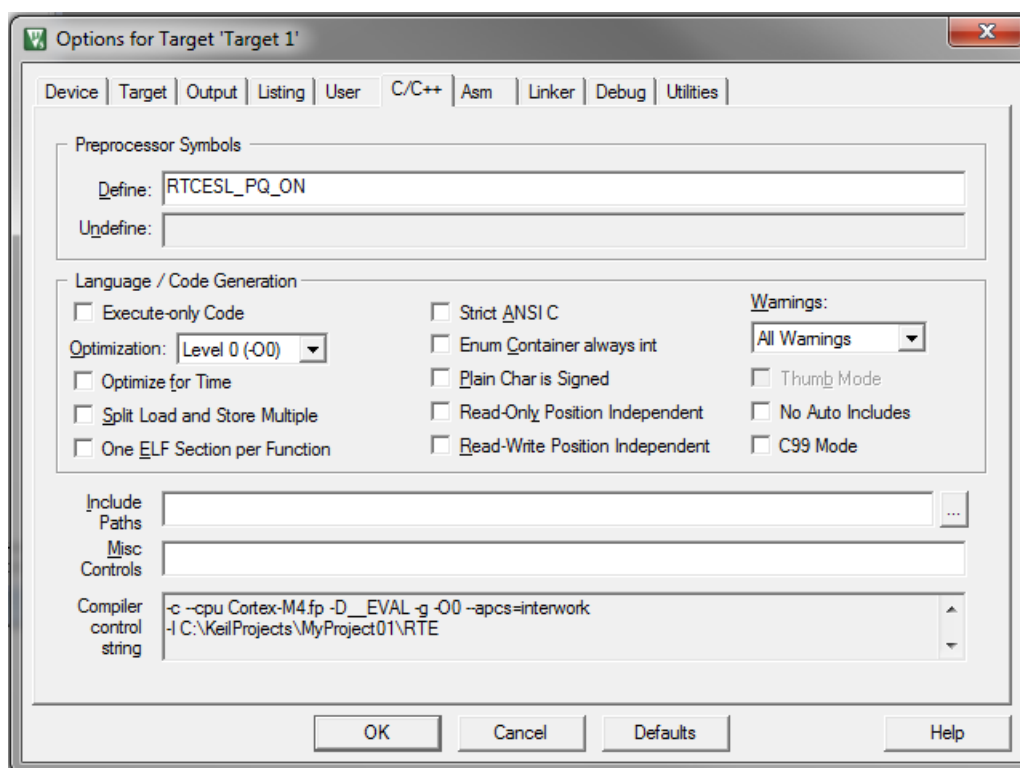 Options for Target 'Target 1'
Device Target Output Listing User C/C++ Asm Linker Debug Utilities
Preprocessor Symbols
Define: RTCESL_PQ_ON
Undefine:
Language / Code Generation
Execute-only Code
Strict ANSI C
Warnings:
Optimization: Level 0 (-O0)
Enum Container always int
All Warnings
Optimize for Time
Plain Char is Signed
Thumb Mode
Split Load and Store Multiple
Read-Only Position Independent
No Auto Includes
One ELF Section per Function
Read-Write Position Independent
C99 Mode
Include
Paths
...
Misc
Controls
Compiler
control
string
-c --cpu Cortex-M4.fp -D__EVAL -g -O0 --apcs=interwork
-I C:\KeilProjects\MyProject01\RTE
OK Cancel Defaults Help